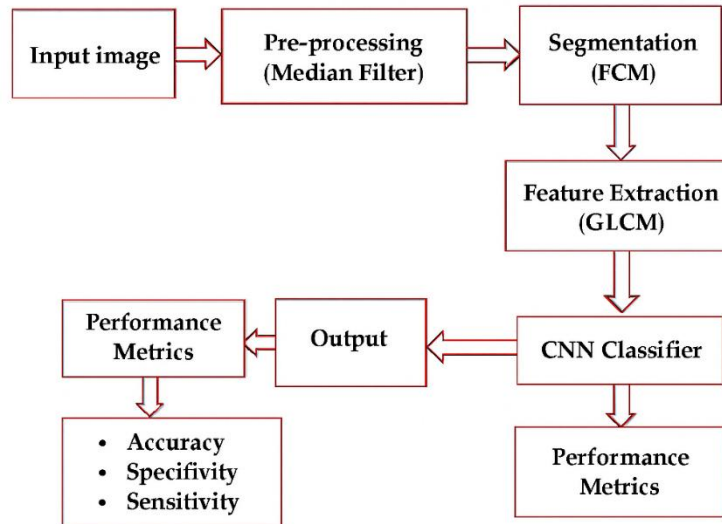 Input image
Pre-processing
(Median Filter)
Segmentation
(FCM)
Feature Extraction
(GLCM)
CNN Classifier
Output
Performance
Metrics
• Accuracy
• Specifivity
• Sensitivity
Performance
Metrics